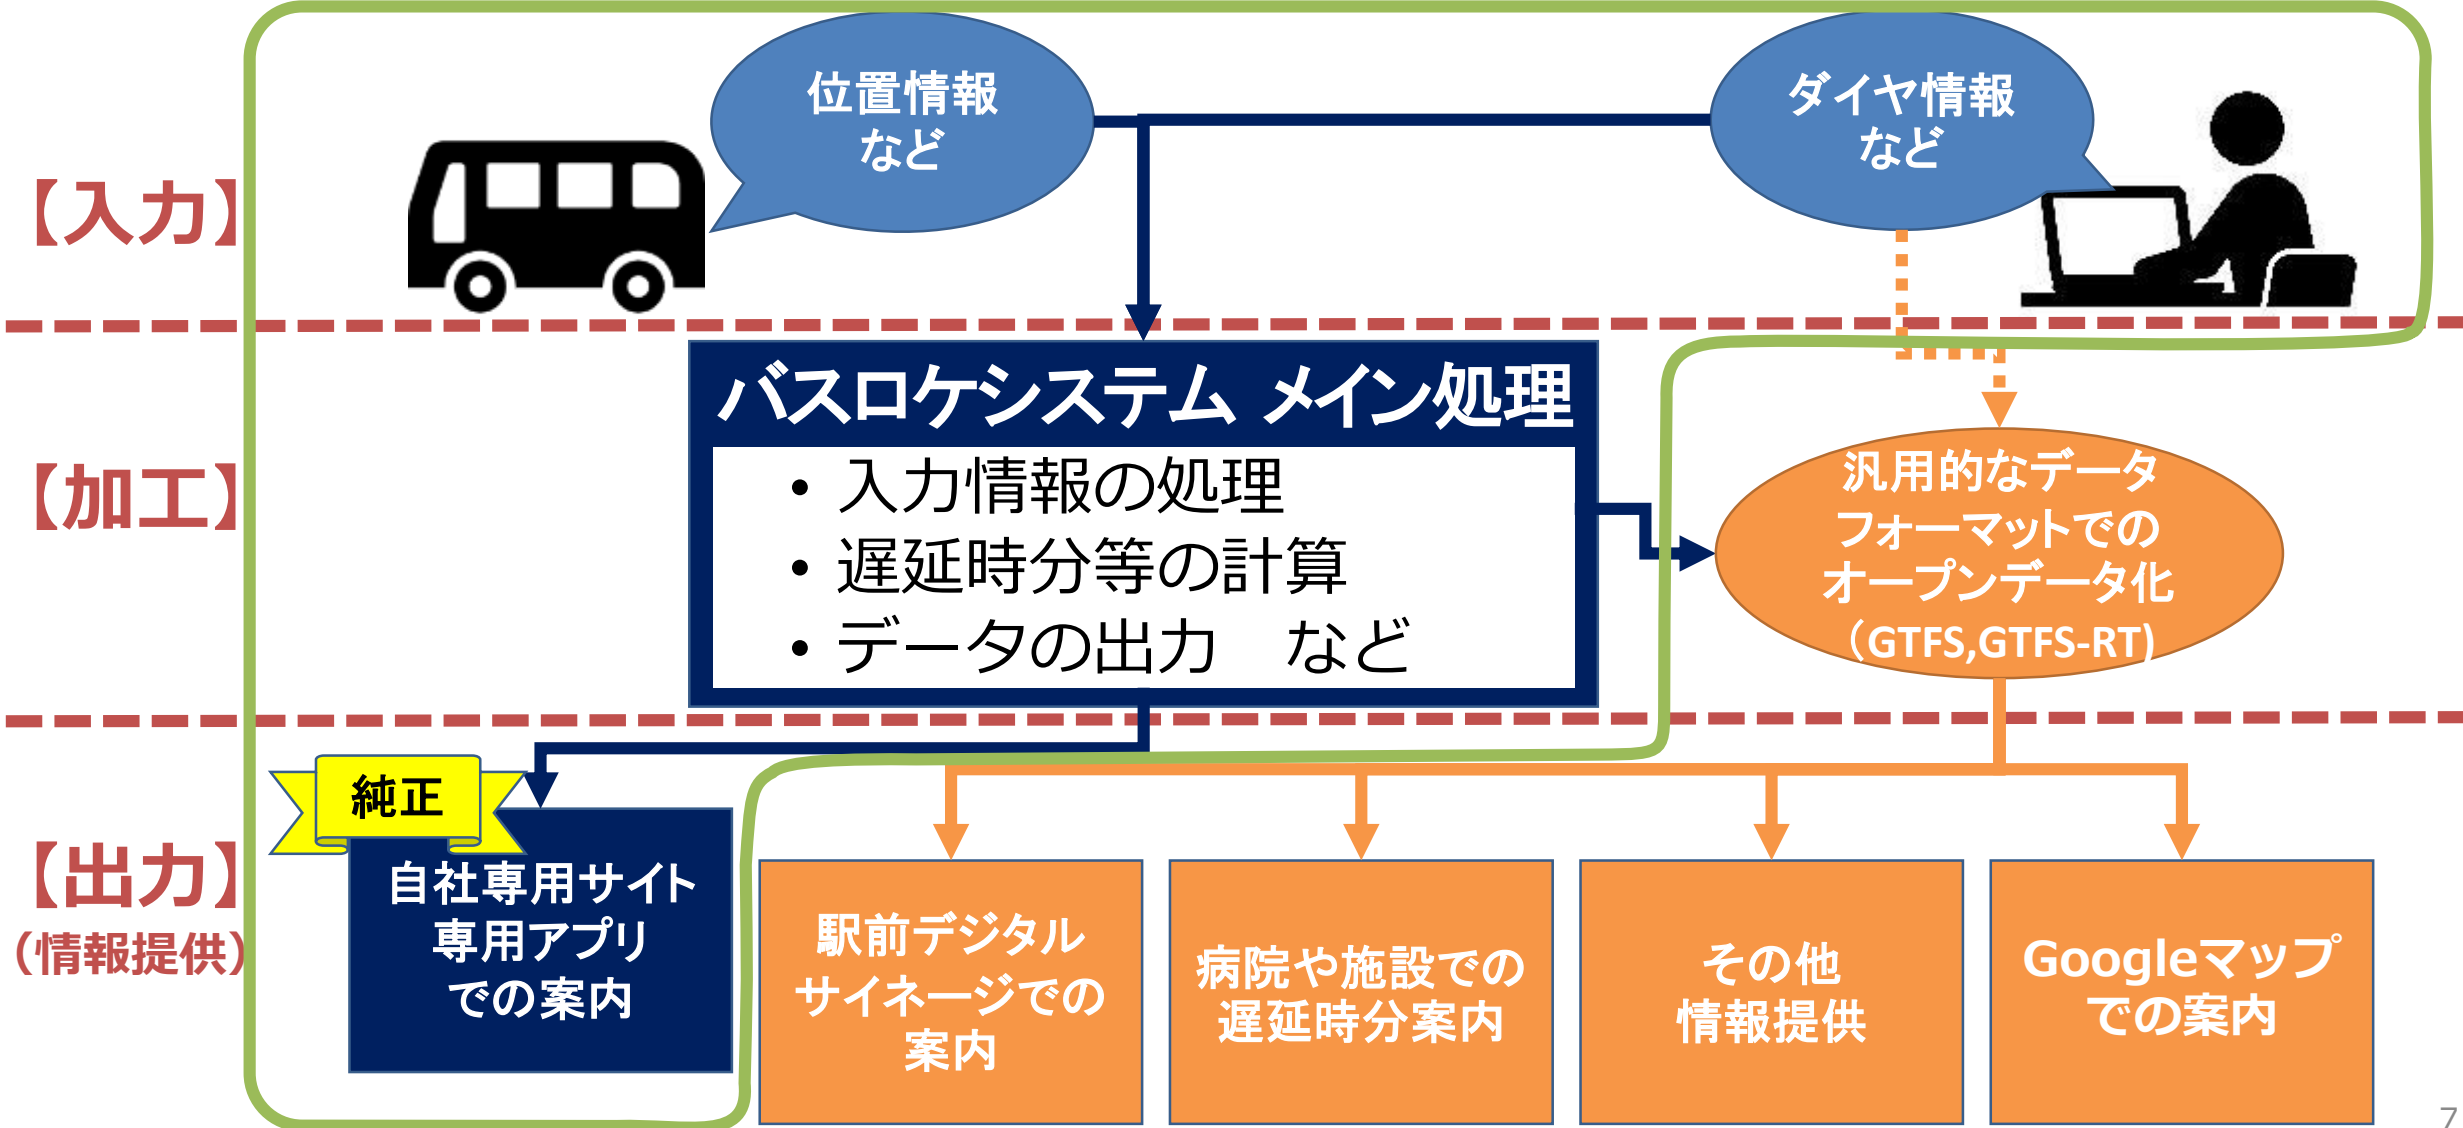 位置情報
など
ダイヤ情報
など
【入力】
バスロケシステム メイン処理
【加工】
• 入力情報の処理
• 遅延時分等の計算
• データの出力　など
汎用的なデータ
フォーマットでの
オープンデータ化
（GTFS,GTFS-RT)
純正
【出力】
（情報提供）
自社専用サイト
専用アプリ
での案内
駅前デジタル
サイネージでの
案内
病院や施設での
遅延時分案内
その他
情報提供
Googleマップ
での案内
7